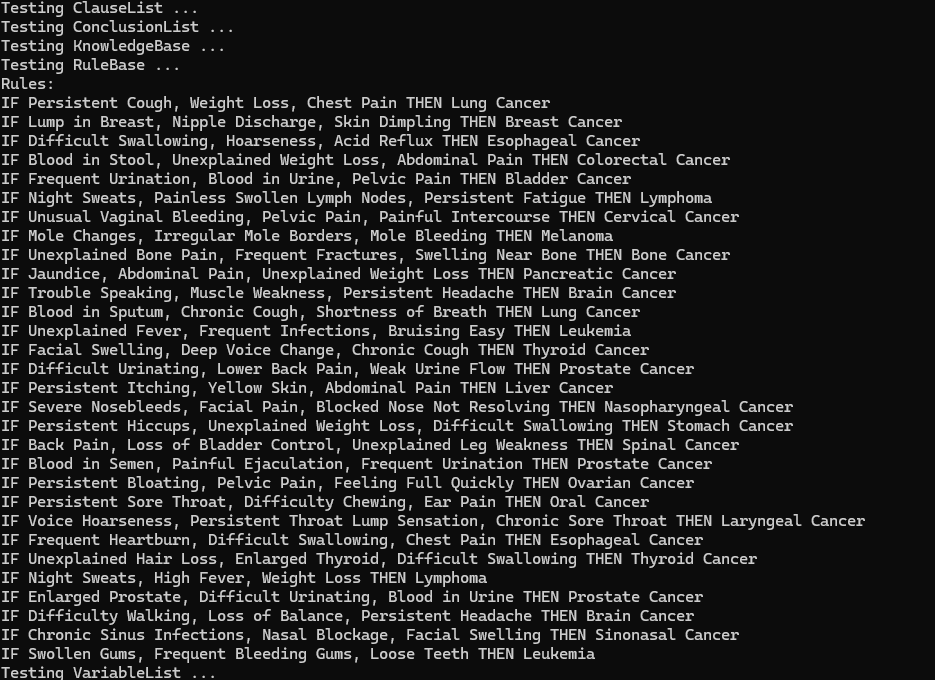 Testing ClauseList ...
Testing ConclusionList ...
Testing KnowledgeBase ...
Testing RuleBase ...
Rules:
IF Persistent Cough, Weight Loss, Chest Pain THEN Lung Cancer
IF Lump in Breast, Nipple Discharge, Skin Dimpling THEN Breast Cancer
IF Difficult Swallowing, Hoarseness, Acid Reflux THEN Esophageal Cancer
IF Blood in Stool, Unexplained Weight Loss, Abdominal Pain THEN Colorectal Cancer
IF Frequent Urination, Blood in Urine, Pelvic Pain THEN Bladder Cancer
IF Night Sweats, Painless Swollen Lymph Nodes, Persistent Fatigue THEN Lymphoma
IF Unusual Vaginal Bleeding, Pelvic Pain, Painful Intercourse THEN Cervical Cancer
IF Mole Changes, Irregular Mole Borders, Mole Bleeding THEN Melanoma
IF Unexplained Bone Pain, Frequent Fractures, Swelling Near Bone THEN Bone Cancer
IF Jaundice, Abdominal Pain, Unexplained Weight Loss THEN Pancreatic Cancer
IF Trouble Speaking, Muscle Weakness, Persistent Headache THEN Brain Cancer
IF Blood in Sputum, Chronic Cough, Shortness of Breath THEN Lung Cancer
IF Unexplained Fever, Frequent Infections, Bruising Easy THEN Leukemia
IF Facial Swelling, Deep Voice Change, Chronic Cough THEN Thyroid Cancer
IF Difficult Urinating, Lower Back Pain, Weak Urine Flow THEN Prostate Cancer
IF Persistent Itching, Yellow Skin, Abdominal Pain THEN Liver Cancer
IF Severe Nosebleeds, Facial Pain, Blocked Nose Not Resolving THEN Nasopharyngeal Cancer
IF Persistent Hiccups, Unexplained Weight Loss, Difficult Swallowing THEN Stomach Cancer
IF Back Pain, Loss of Bladder Control, Unexplained Leg Weakness THEN Spinal Cancer
IF Blood in Semen, Painful Ejaculation, Frequent Urination THEN Prostate Cancer
IF Persistent Bloating, Pelvic Pain, Feeling Full Quickly THEN Ovarian Cancer
IF Persistent Sore Throat, Difficulty Chewing, Ear Pain THEN Oral Cancer
IF Voice Hoarseness, Persistent Throat Lump Sensation, Chronic Sore Throat THEN Laryngeal Cancer
IF Frequent Heartburn, Difficult Swallowing, Chest Pain THEN Esophageal Cancer
IF Unexplained Hair Loss, Enlarged Thyroid, Difficult Swallowing THEN Thyroid Cancer
IF Night Sweats, High Fever, Weight Loss THEN Lymphoma
IF Enlarged Prostate, Difficult Urinating, Blood in Urine THEN Prostate Cancer
IF Difficulty Walking, Loss of Balance, Persistent Headache THEN Brain Cancer
IF Chronic Sinus Infections, Nasal Blockage, Facial Swelling THEN Sinonasal Cancer
IF Swollen Gums, Frequent Bleeding Gums, Loose Teeth THEN Leukemia
Testing VariableList ...